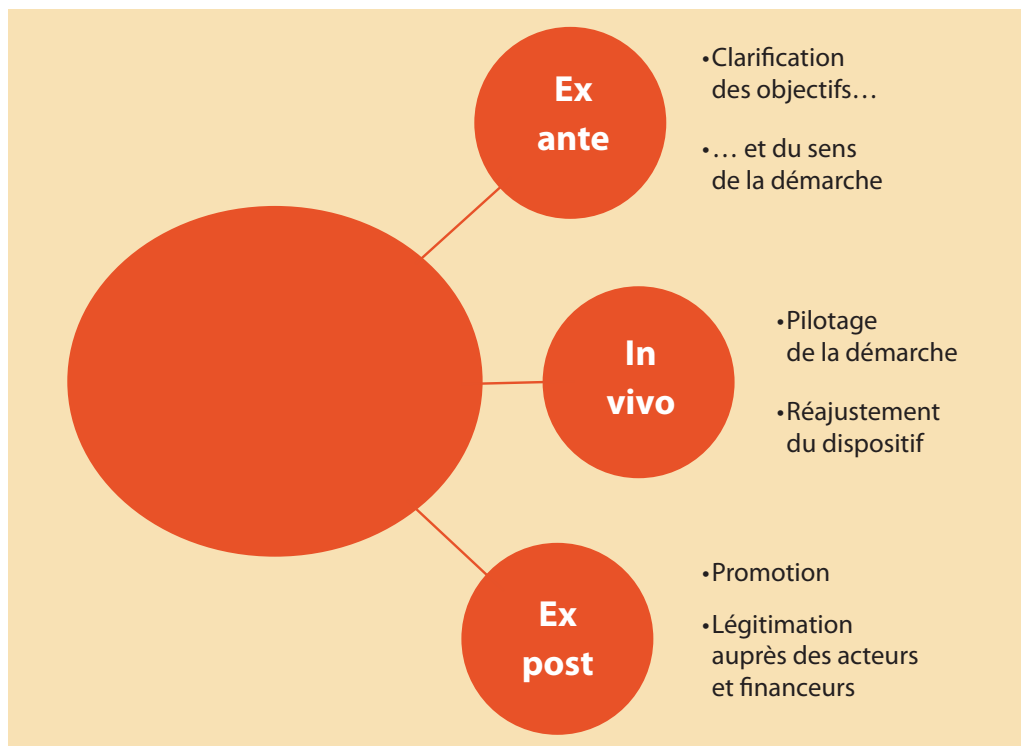 Ex
ante
•Clarification
des objectifs…
•… et du sens
de la démarche
In
vivo
•Pilotage
de la démarche
•Réajustement
du dispositif
Ex
post
•Promotion
•Légitimation
auprès des acteurs
et financeurs